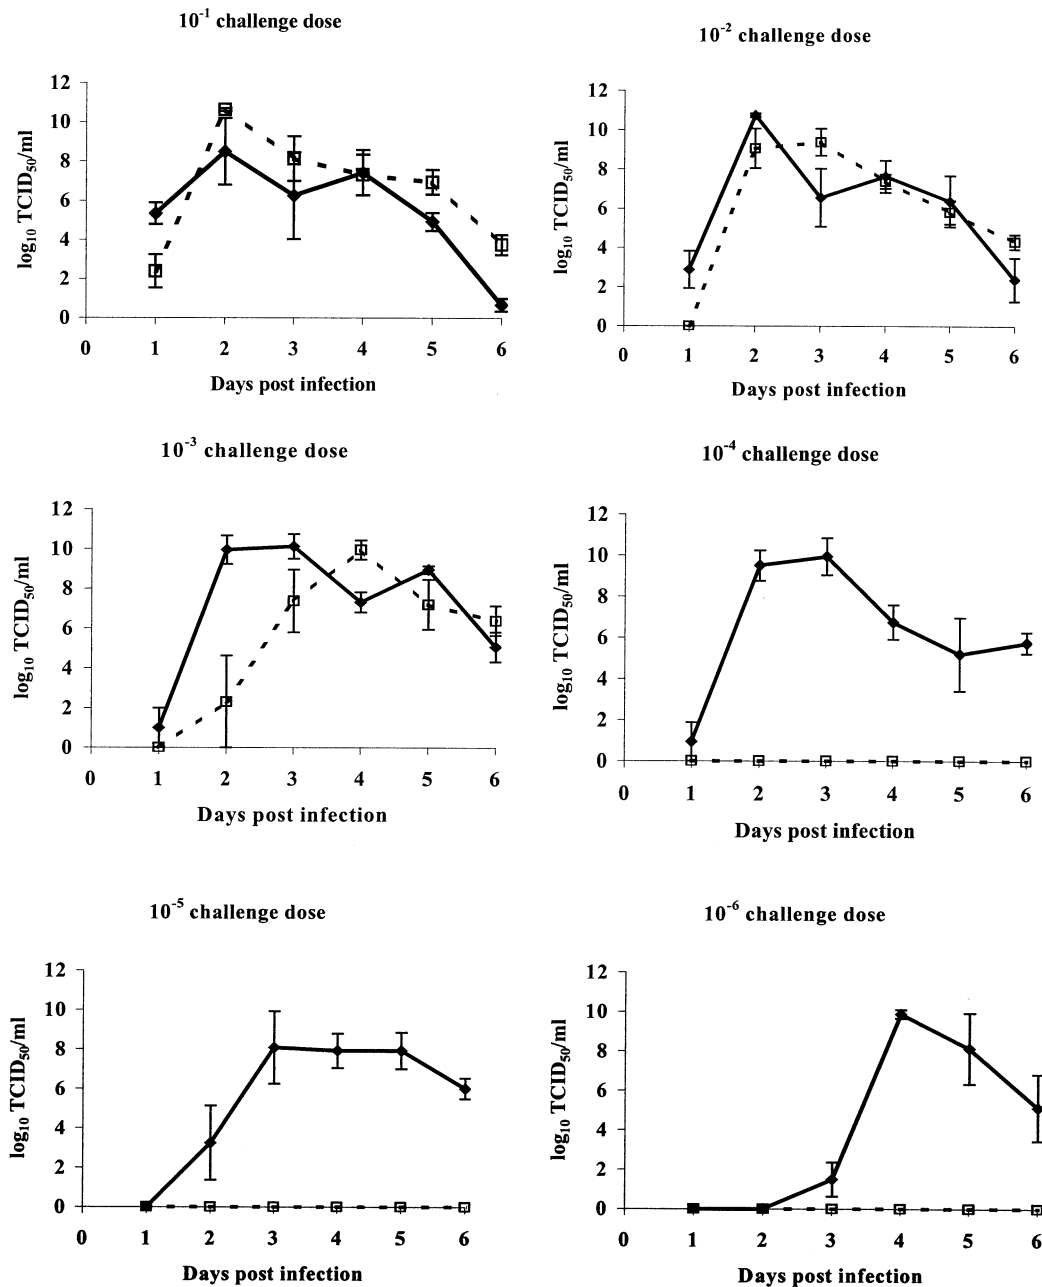 10⁻¹ challenge dose
log₁₀ TCID₅₀/ml
12
10
8
6
4
2
0
0 1 2 3 4 5 6
Days post infection
10⁻² challenge dose
log₁₀ TCID₅₀/ml
12
10
8
6
4
2
0
0 1 2 3 4 5 6
Days post infection
10⁻³ challenge dose
log₁₀ TCID₅₀/ml
12
10
8
6
4
2
0
0 1 2 3 4 5 6
Days post infection
10⁻⁴ challenge dose
log₁₀ TCID₅₀/ml
12
10
8
6
4
2
0
0 1 2 3 4 5 6
Days post infection
10⁻⁵ challenge dose
log₁₀ TCID₅₀/ml
12
10
8
6
4
2
0
0 1 2 3 4 5 6
Days post infection
10⁻⁶ challenge dose
log₁₀ TCID₅₀/ml
12
10
8
6
4
2
0
0 1 2 3 4 5 6
Days post infection